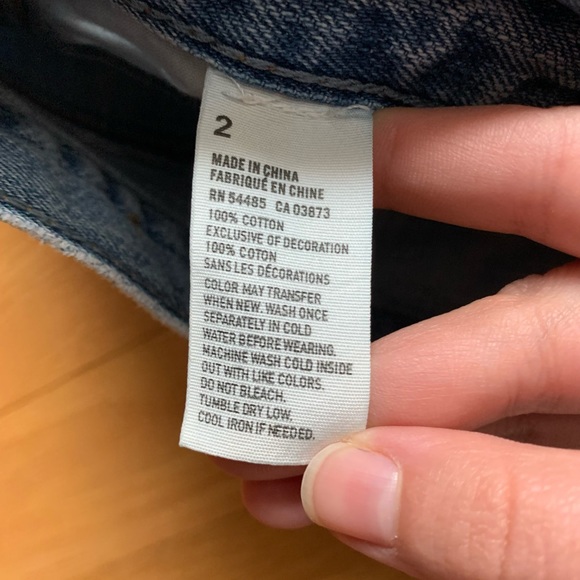 2
MADE IN CHINA
FABRIQUÉ EN CHINE
RN 54485 CA 03873
100% COTTON
EXCLUSIVE OF DECORATION
100% COTON
SANS LES DÉCORATIONS
COLOR MAY TRANSFER
WHEN NEW. WASH ONCE
SEPARATELY IN COLD
WATER BEFORE WEARING.
MACHINE WASH COLD INSIDE
OUT WITH LIKE COLORS.
DO NOT BLEACH.
TUMBLE DRY LOW.
COOL IRON IF NEEDED.